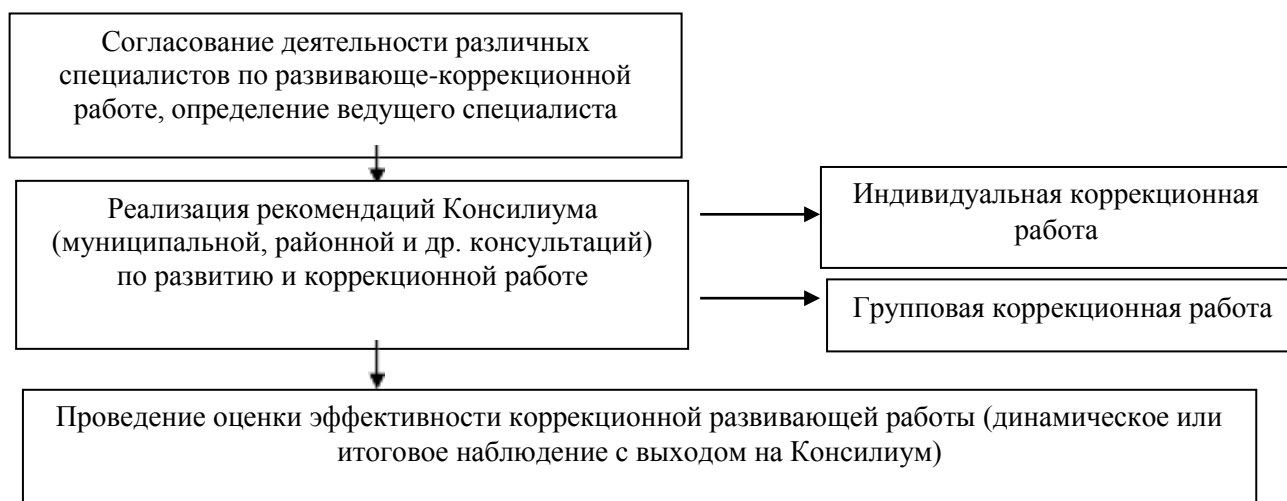 Согласование деятельности различных
специалистов по развивающе-коррекционной
работе, определение ведущего специалиста
Реализация рекомендаций Консилиума
(муниципальной, районной и др. консультаций)
по развитию и коррекционной работе
Индивидуальная коррекционная
работа
Групповая коррекционная работа
Проведение оценки эффективности коррекционной развивающей работы (динамическое или
итоговое наблюдение с выходом на Консилиум)